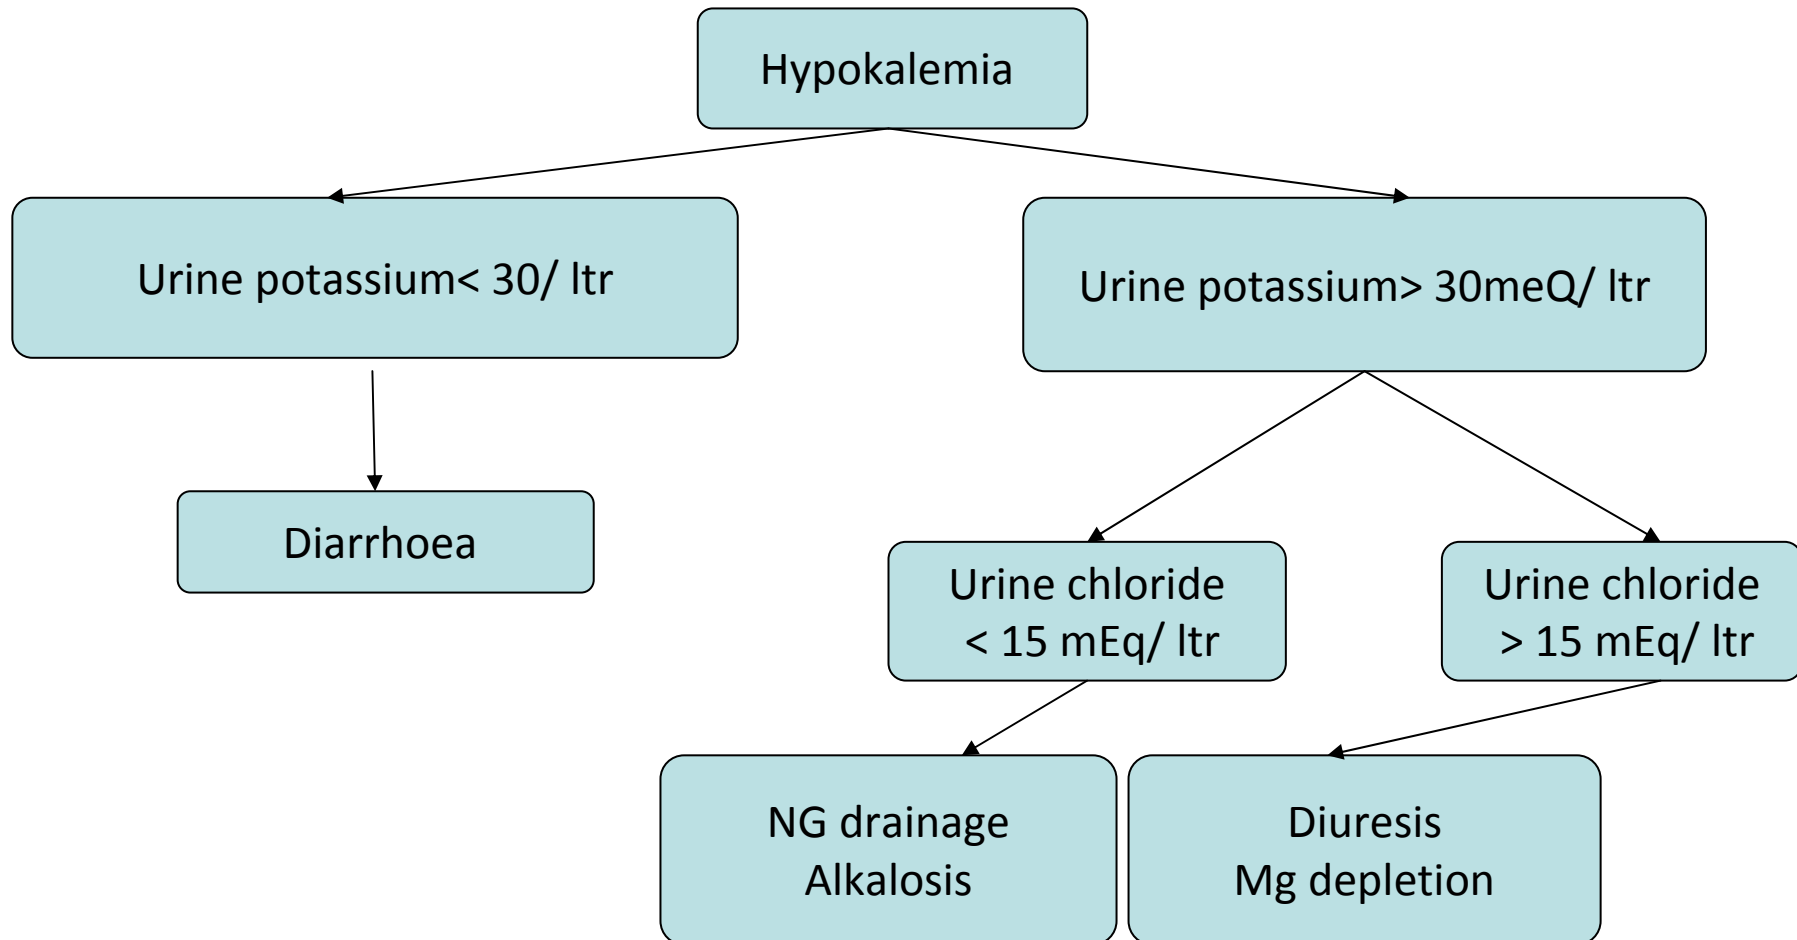 Hypokalemia
Urine potassium< 30/ ltr
Urine potassium> 30meQ/ ltr
Diarrhoea
Urine chloride
< 15 mEq/ ltr
Urine chloride
> 15 mEq/ ltr
NG drainage
Alkalosis
Diuresis
Mg depletion